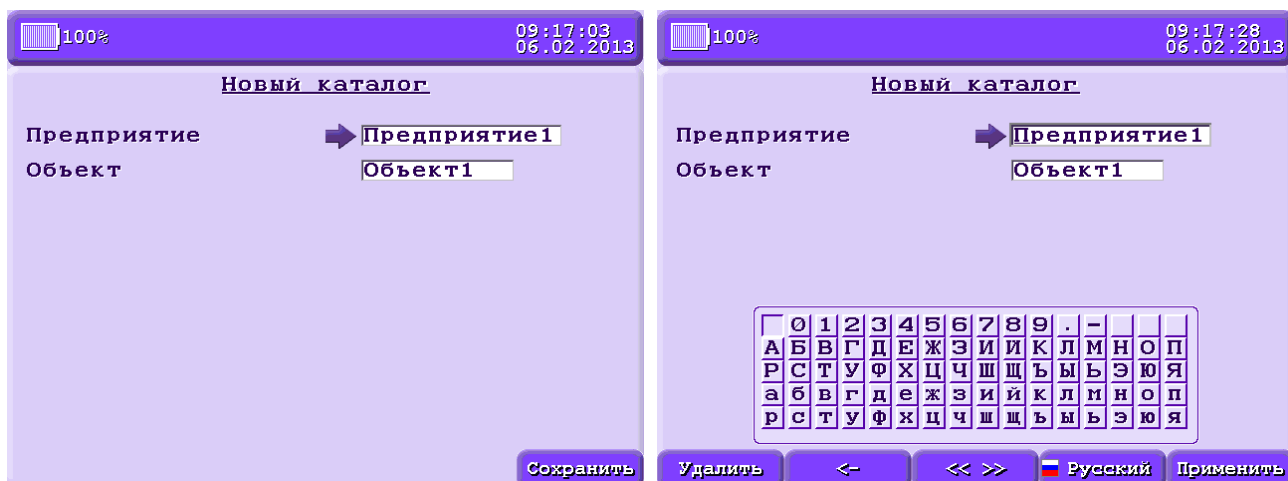 100%
09:17:03
06.02.2013
Новый каталог
Предприятие
Предприятие1
Объект
Объект1
Сохранить
100%
09:17:28
06.02.2013
Новый каталог
Предприятие
Предприятие1
Объект
Объект1
0 1 2 3 4 5 6 7 8 9 . -
А Б В Г Д Е Ж З И Й К Л М Н О П
Р С Т У Ф Х Ц Ч Ш Щ Ъ Ы Ь Э Ю Я
а б в г д е ж з и й к л м н о п
р с т у ф х ц ч ш щ ъ ы ь э ю я
Удалить
<-
<< >>
Русский
Применить